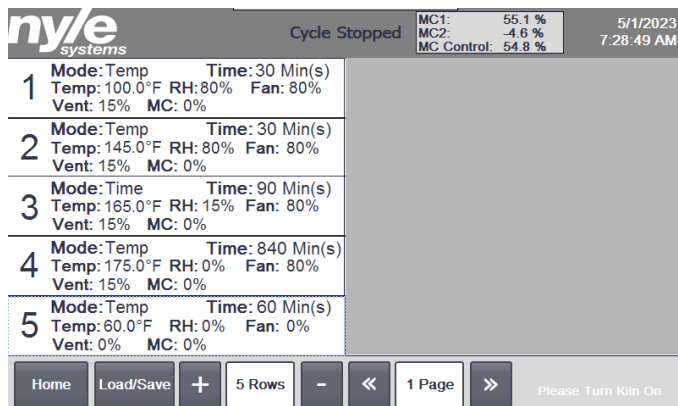 nyle
systems
Cycle Stopped
MC1: 55.1 %
MC2: -4.6 %
MC Control: 54.8 %
5/1/2023
7:28:49 AM
1
Mode: Temp Time: 30 Min(s)
Temp: 100.0°F RH: 80% Fan: 80%
Vent: 15% MC: 0%
2
Mode: Temp Time: 30 Min(s)
Temp: 145.0°F RH: 80% Fan: 80%
Vent: 15% MC: 0%
3
Mode: Time Time: 90 Min(s)
Temp: 165.0°F RH: 15% Fan: 80%
Vent: 15% MC: 0%
4
Mode: Temp Time: 840 Min(s)
Temp: 175.0°F RH: 0% Fan: 80%
Vent: 15% MC: 0%
5
Mode: Temp Time: 60 Min(s)
Temp: 60.0°F RH: 0% Fan: 0%
Vent: 0% MC: 0%
Home Load/Save + 5 Rows - « 1 Page » Please Turn Kiln On